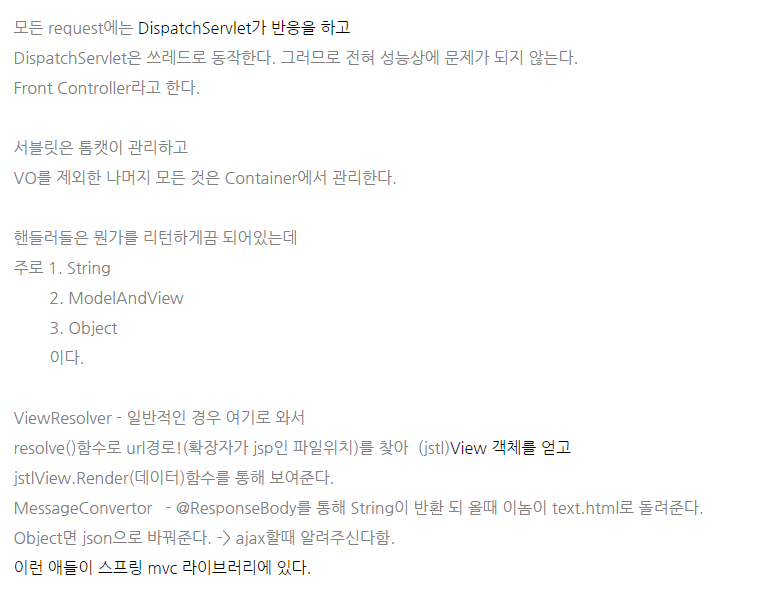 모든 request에는 DispatchServlet가 반응을 하고
DispatchServlet은 쓰레드로 동작한다. 그러므로 전혀 성능상에 문제가 되지 않는다.
Front Controller라고 한다.
서블릿은 톰캣이 관리하고
VO를 제외한 나머지 모든 것은 Container에서 관리한다.
핸들러들은 뭔가를 리턴하게끔 되어있는데
주로 1. String
2. ModelAndView
3. Object
이다.
ViewResolver - 일반적인 경우 여기로 와서
resolve()함수로 url경로!(확장자가 jsp인 파일위치)를 찾아  (jstl)View 객체를 얻고
jstlView.Render(데이터)함수를 통해 보여준다.
MessageConvertor   - @ResponseBody를 통해 String이 반환 되 올때 이놈이 text.html로 돌려준다.
Object면 json으로 바꿔준다. -> ajax할때 알려주신다함.
이런 애들이 스프링 mvc 라이브러리에 있다.